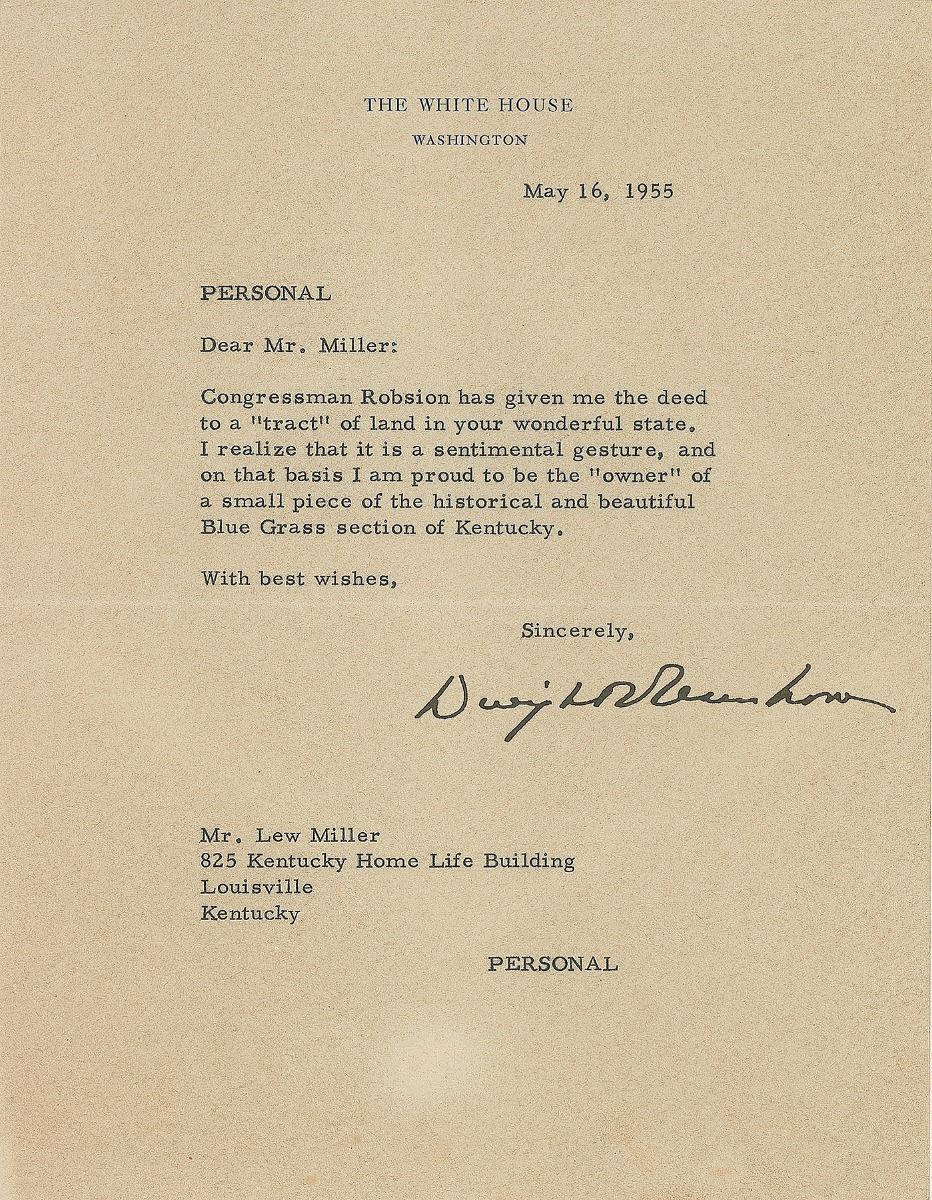 THE WHITE HOUSE
WASHINGTON
May 16, 1955
PERSONAL
Dear Mr. Miller:
Congressman Robsion has given me the deed
to a "tract" of land in your wonderful state.
I realize that it is a sentimental gesture, and
on that basis I am proud to be the "owner" of
a small piece of the historical and beautiful
Blue Grass section of Kentucky.
With best wishes,
Sincerely,
Dwight D Eisenhower
Mr. Lew Miller
825 Kentucky Home Life Building
Louisville
Kentucky
PERSONAL